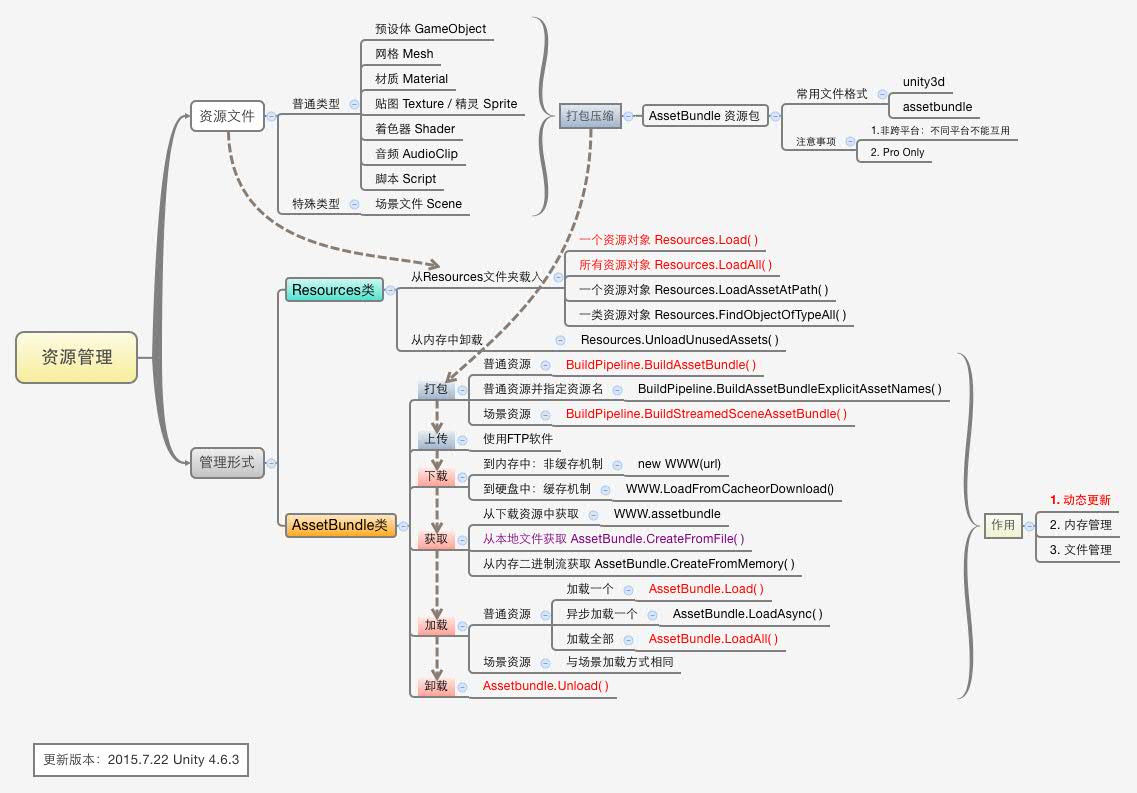 资源管理
资源文件
普通类型
预设体 GameObject
网格 Mesh
材质 Material
贴图 Texture / 精灵 Sprite
着色器 Shader
音频 AudioClip
脚本 Script
特殊类型
场景文件 Scene
打包压缩
AssetBundle 资源包
常用文件格式
unity3d
assetbundle
注意事项
1.非跨平台：不同平台不能互用
2. Pro Only
管理形式
Resources类
从Resources文件夹载入
一个资源对象 Resources.Load( )
所有资源对象 Resources.LoadAll( )
一个资源对象 Resources.LoadAssetAtPath( )
一类资源对象 Resources.FindObjectOfTypeAll( )
从内存中卸载
Resources.UnloadUnusedAssets( )
AssetBundle类
打包
普通资源
BuildPipeline.BuildAssetBundle( )
普通资源并指定资源名
BuildPipeline.BuildAssetBundleExplicitAssetNames( )
场景资源
BuildPipeline.BuildStreamedSceneAssetBundle( )
上传
使用FTP软件
下载
到内存中：非缓存机制
new WWW(url)
到硬盘中：缓存机制
WWW.LoadFromCacheorDownload()
获取
从下载资源中获取
WWW.assetbundle
从本地文件获取 AssetBundle.CreateFromFile( )
从内存二进制流获取 AssetBundle.CreateFromMemory( )
加载
普通资源
加载一个
AssetBundle.Load( )
异步加载一个
AssetBundle.LoadAsync( )
加载全部
AssetBundle.LoadAll( )
场景资源
与场景加载方式相同
卸载
Assetbundle.Unload( )
作用
1. 动态更新
2. 内存管理
3. 文件管理
更新版本：2015.7.22 Unity 4.6.3